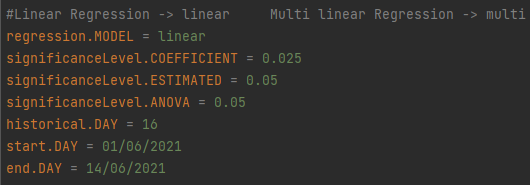 #Linear Regression -> linear     Multi linear Regression -> multi
regression.MODEL = linear
significanceLevel.COEFFICIENT = 0.025
significanceLevel.ESTIMATED = 0.05
significanceLevel.ANOVA = 0.05
historical.DAY = 16
start.DAY = 01/06/2021
end.DAY = 14/06/2021